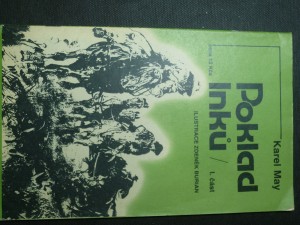 Karel May
Poklad
Inků / 1. část
ILUSTRACE ZDENĚK BURIAN